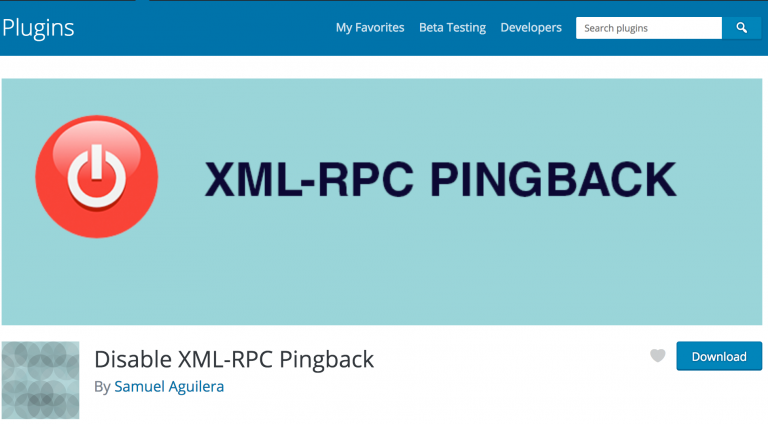 Plugins
My Favorites Beta Testing Developers Search plugins
XML-RPC PINGBACK
Disable XML-RPC Pingback
Download
By Samuel Aguilera